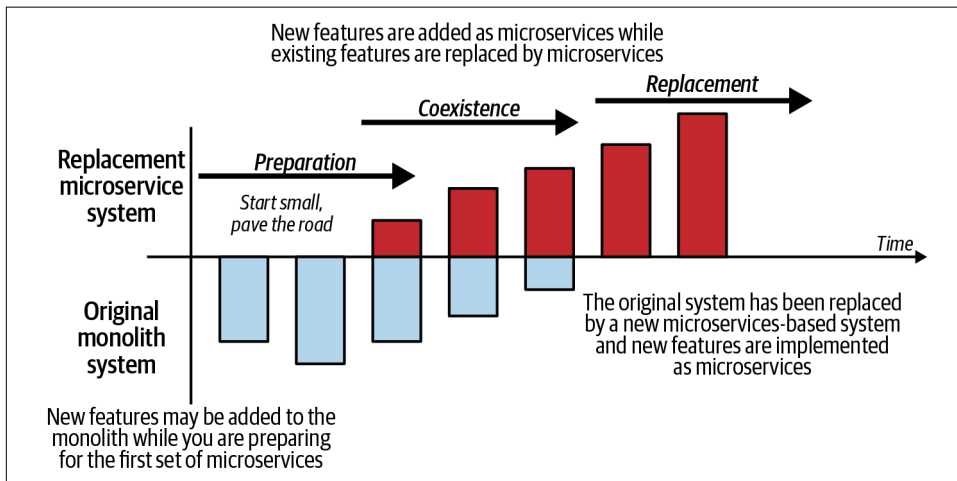 New features are added as microservices while
existing features are replaced by microservices
Replacement
Coexistence
Preparation
Replacement
microservice
system
Start small,
pave the road
Time
Original
monolith
system
The original system has been replaced
by a new microservices-based system
and new features are implemented
as microservices
New features may be added to the
monolith while you are preparing
for the first set of microservices